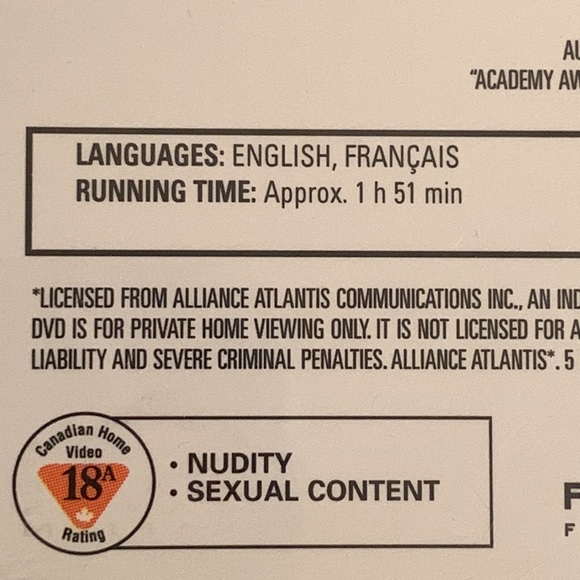 "ACADEMY
LANGUAGES: ENGLISH, FRANÇAIS
RUNNING TIME: Approx. 1 h 51 min
*LICENSED FROM ALLIANCE ATLANTIS COMMUNICATIONS INC., AN
DVD IS FOR PRIVATE HOME VIEWING ONLY. IT IS NOT LICENSED FOR
LIABILITY AND SEVERE CRIMINAL PENALTIES. ALLIANCE ATLANTIS*. 5
Canadian Home
Video
18A
Rating
• NUDITY
• SEXUAL CONTENT